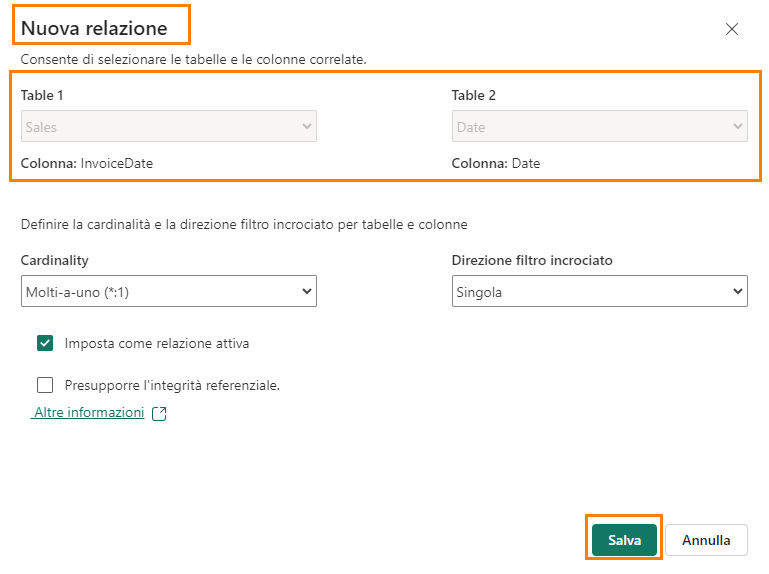 Nuova relazione
Consente di selezionare le tabelle e le colonne correlate.
Table 1
Table 2
Sales
Date
Colonna: InvoiceDate
Colonna: Date
Definire la cardinalità e la direzione filtro incrociato per tabelle e colonne
Cardinality
Direzione filtro incrociato
Molti-a-uno (*:1)
Singola
Imposta come relazione attiva
Presupporre l'integrità referenziale.
Altre informazioni
Salva
Annulla